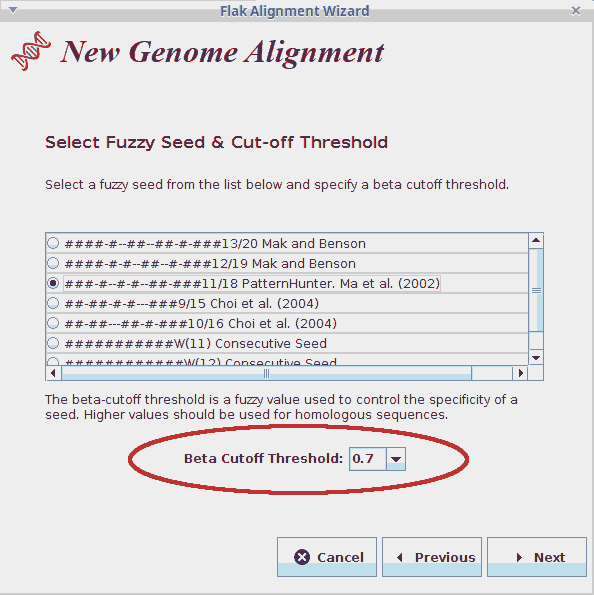 Flak Alignment Wizard
New Genome Alignment
Select Fuzzy Seed & Cut-off Threshold
Select a fuzzy seed from the list below and specify a beta cutoff threshold.
####-#--##--##-#-###13/20 Mak and Benson
####-#--#--##-#-###12/19 Mak and Benson
###-#--#-#--##-###11/18 PatternHunter. Ma et al. (2002)
##-##-#-#---###9/15 Choi et al. (2004)
##-##---##-#-###10/16 Choi et al. (2004)
###########W(11) Consecutive Seed
############W(12) Consecutive Seed
The beta-cutoff threshold is a fuzzy value used to control the specificity of a
seed. Higher values should be used for homologous sequences.
Beta Cutoff Threshold: 0.7
Cancel Previous Next